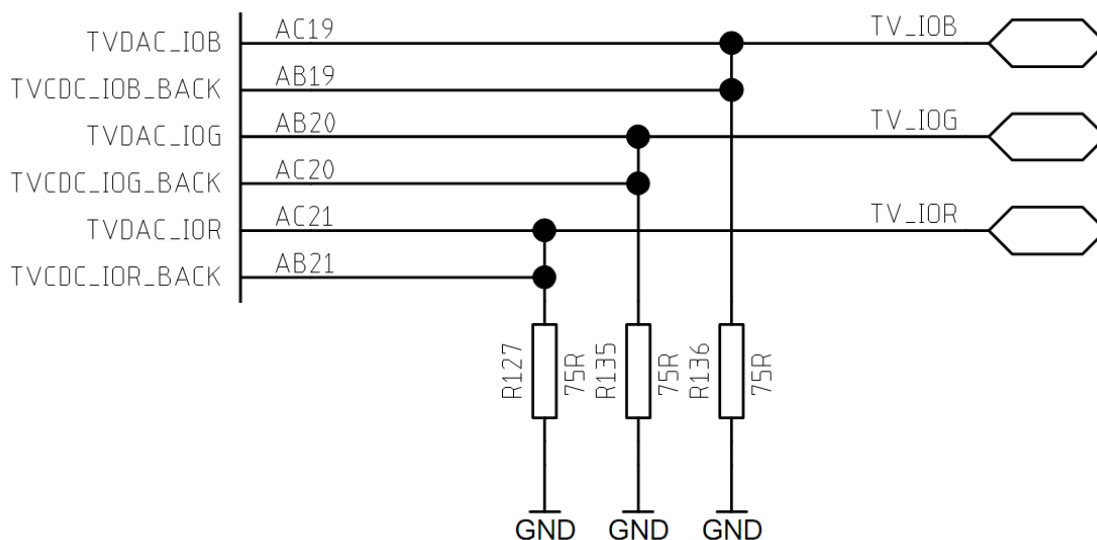 TVDAC_IOB AC19 TV_IOB
TVCDC_IOB_BACK AB19
TVDAC_IOG AB20 TV_IOG
TVCDC_IOG_BACK AC20
TVDAC_IOR AC21 TV_IOR
TVCDC_IOR_BACK AB21
R127 75R R135 75R R136 75R
GND GND GND